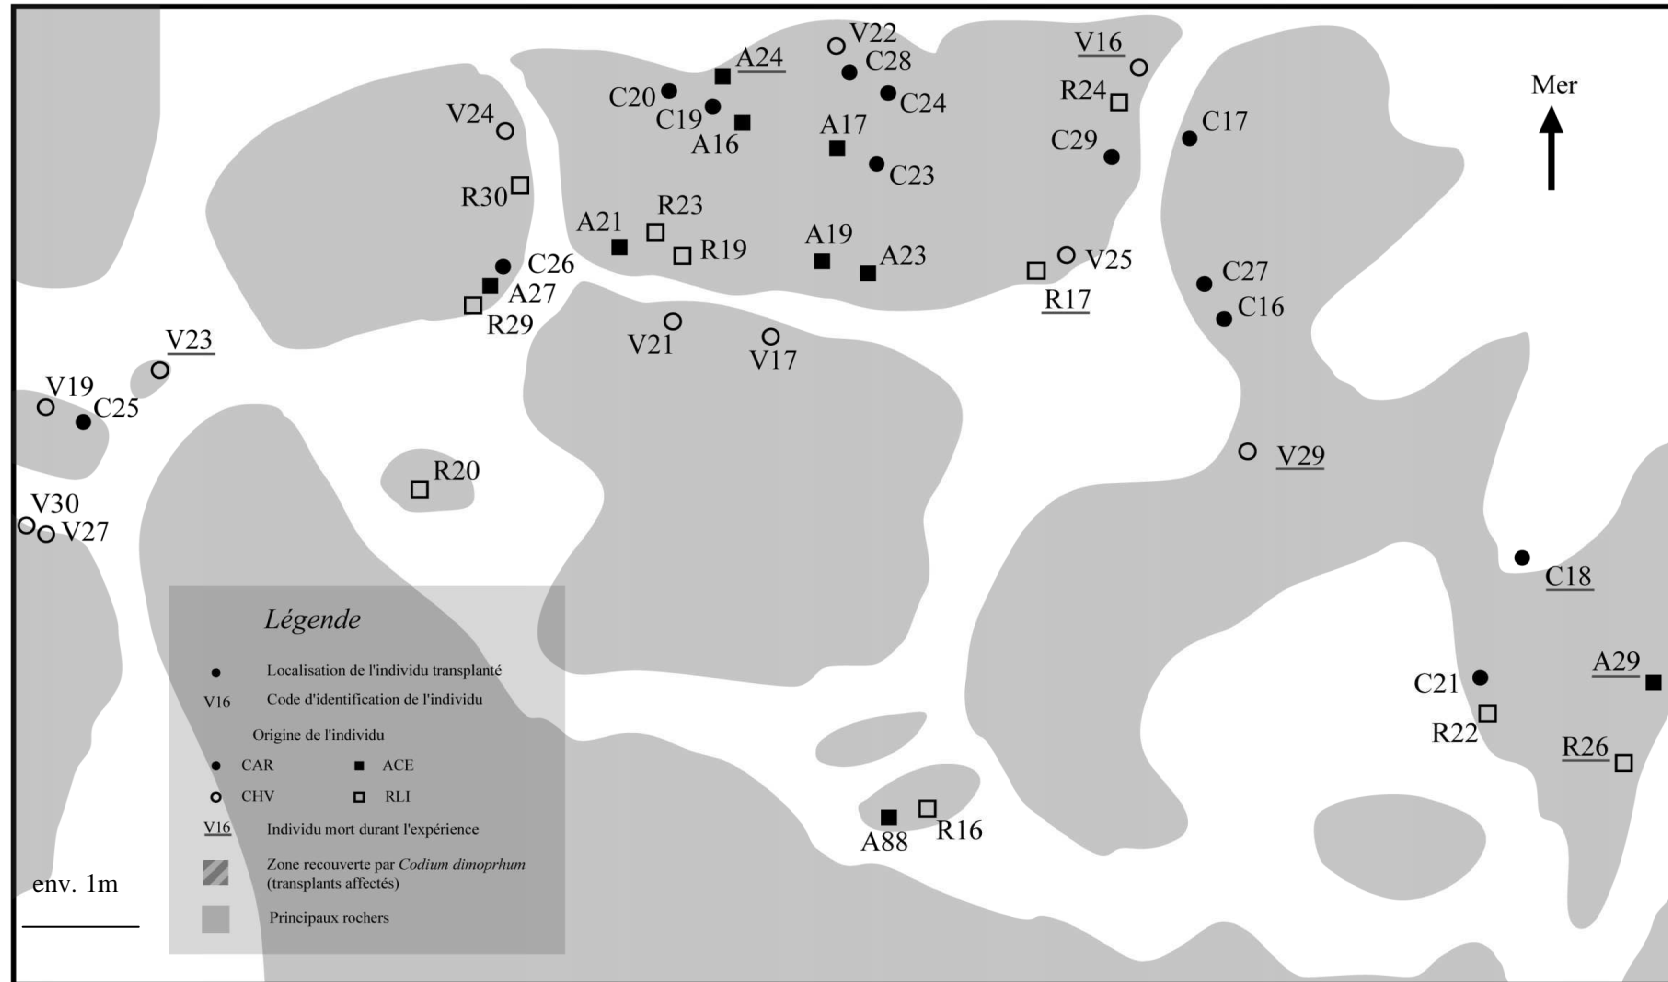 V22
V16
A24
C28
Mer
R24
C20
C24
V24
C19
C17
A17
A16
C29
C23
R30
R23
A21
A19
R19
A23
V25
C26
C27
A27
R17
C16
R29
V23
V21
V17
V19
C25
V29
R20
V30
V27
C18
Légende
A29
Localisation de l'individu transplanté
C21
V16 Code d'identification de l'individu
R22
Origine de l'individu
R26
CAR ACE
CHV RLI
V16 Individu mort durant l'expérience
R16
A88
Zone recouverte par Codium dimoprhum
(transplants affectés)
env. 1m
Principaux rochers